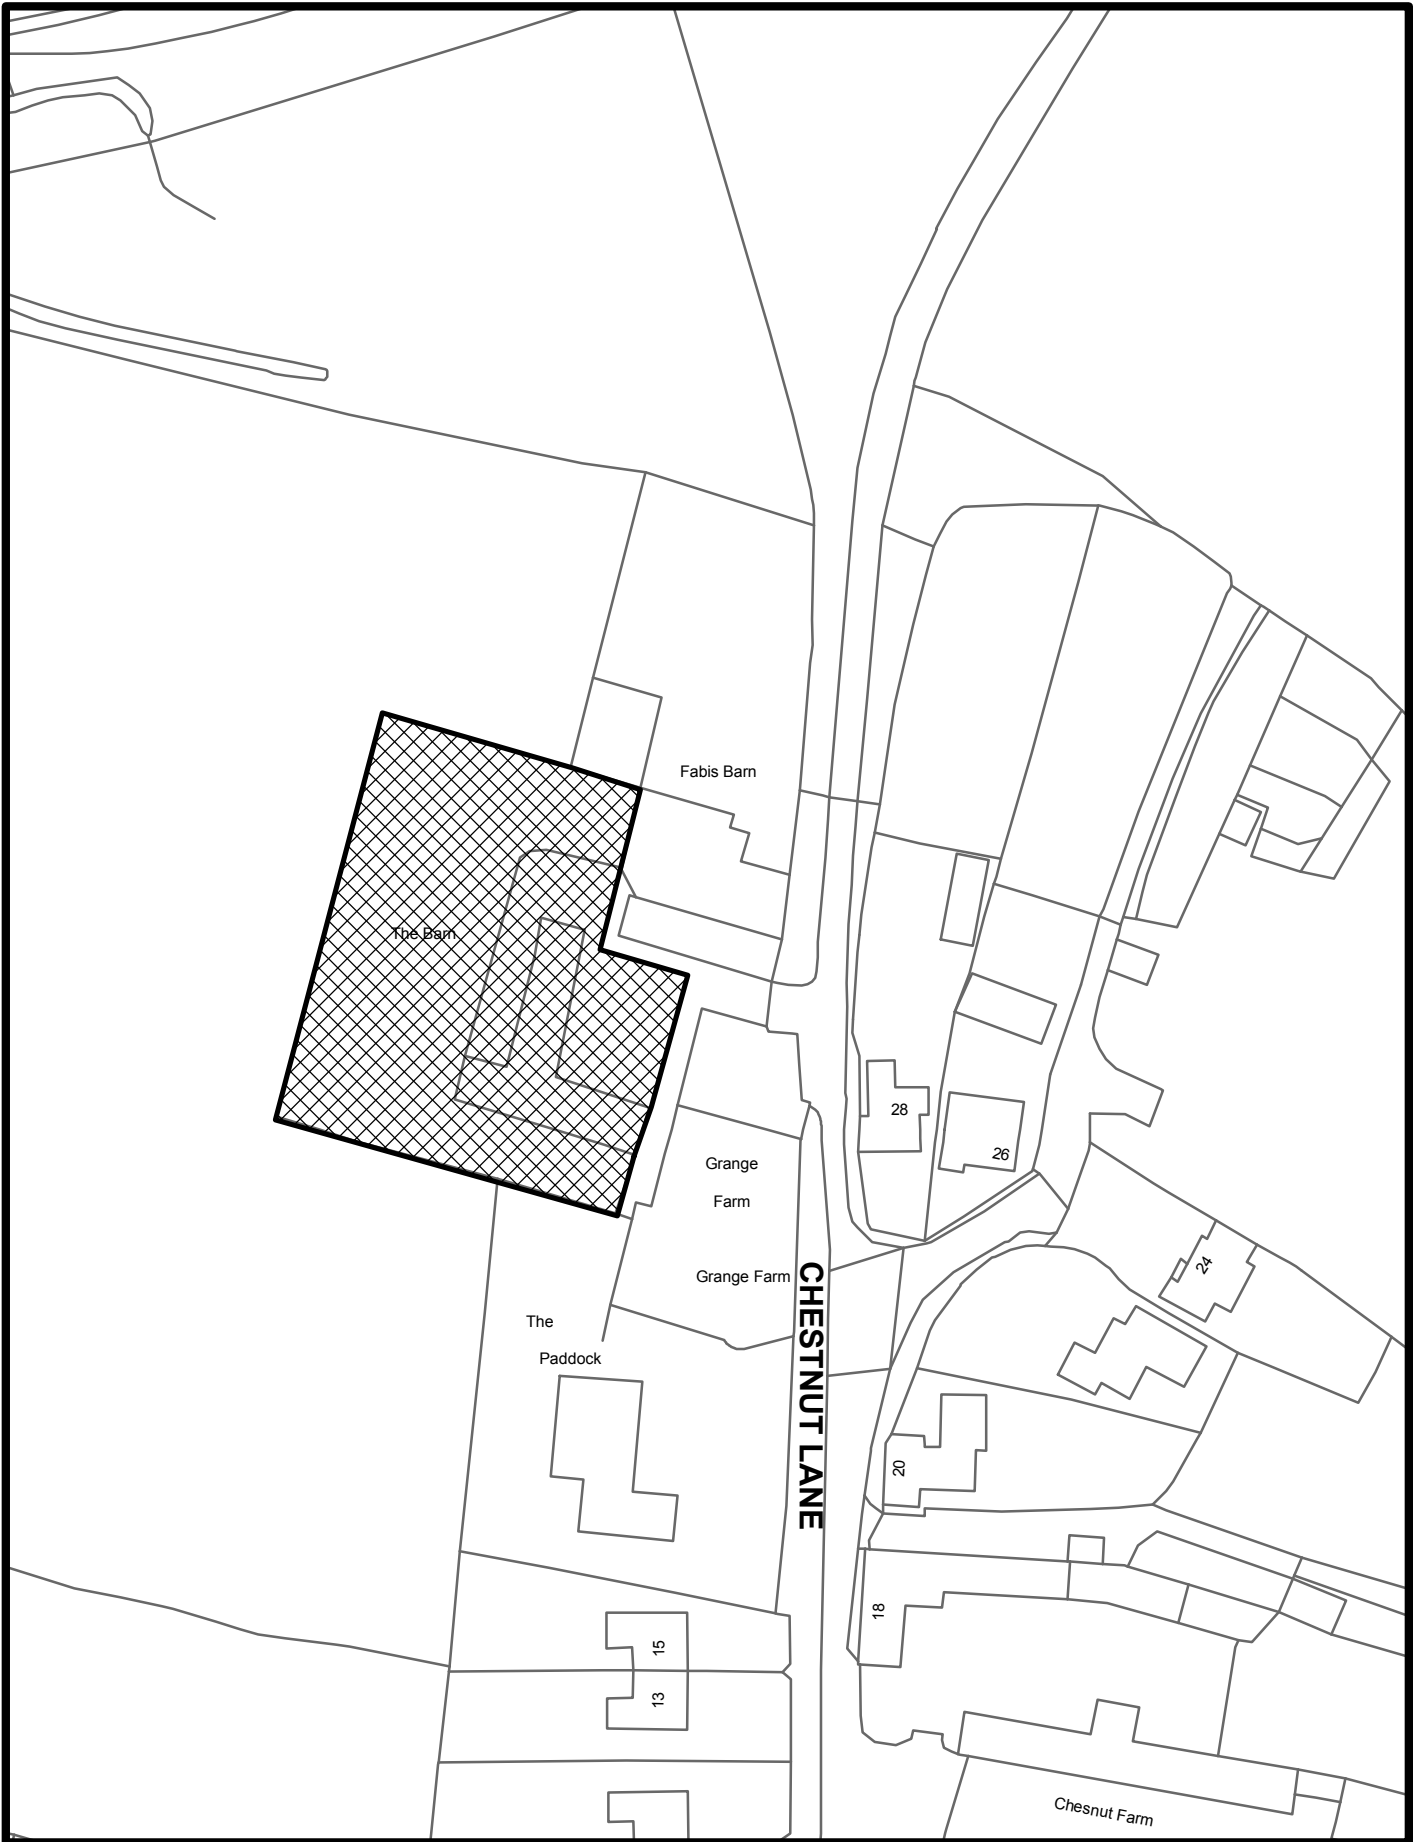 Fabis Barn
The Barn
28
26
Grange
Farm
Grange Farm
24
The
Paddock
CHESTNUT LANE
20
18
15
13
Chesnut Farm